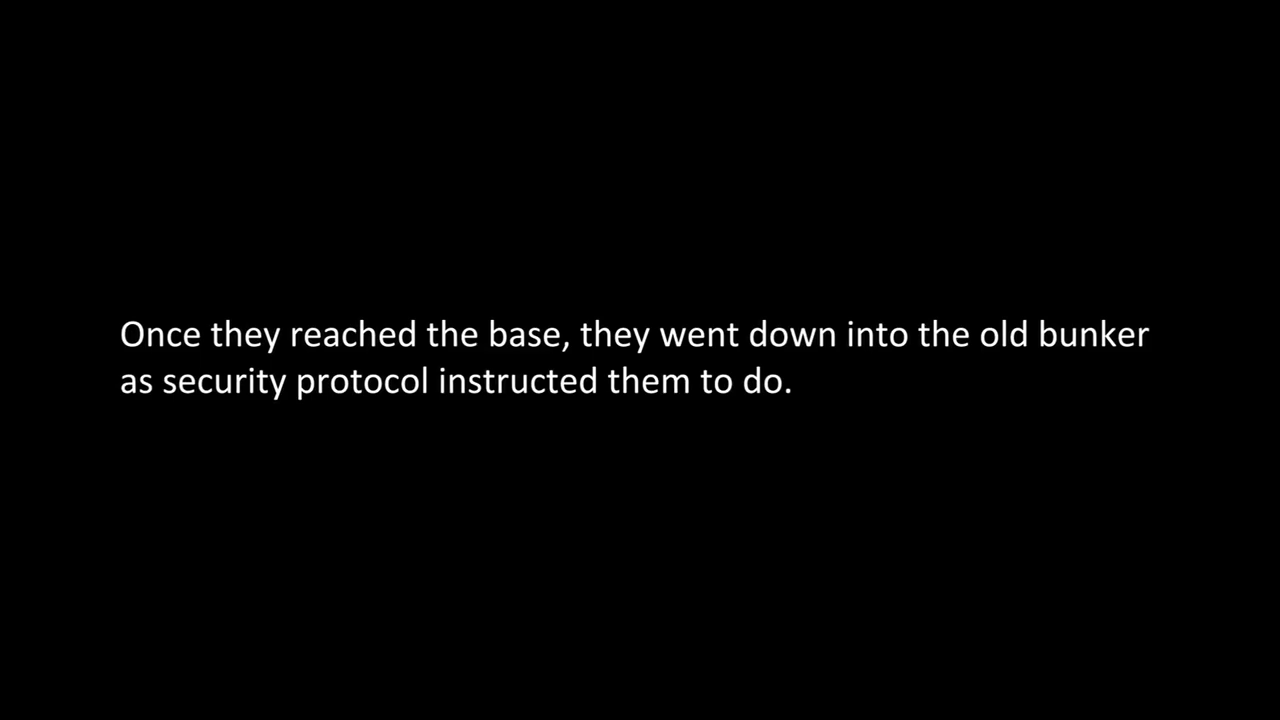 Once they reached the base, they went down into the old bunker
as security protocol instructed them to do.